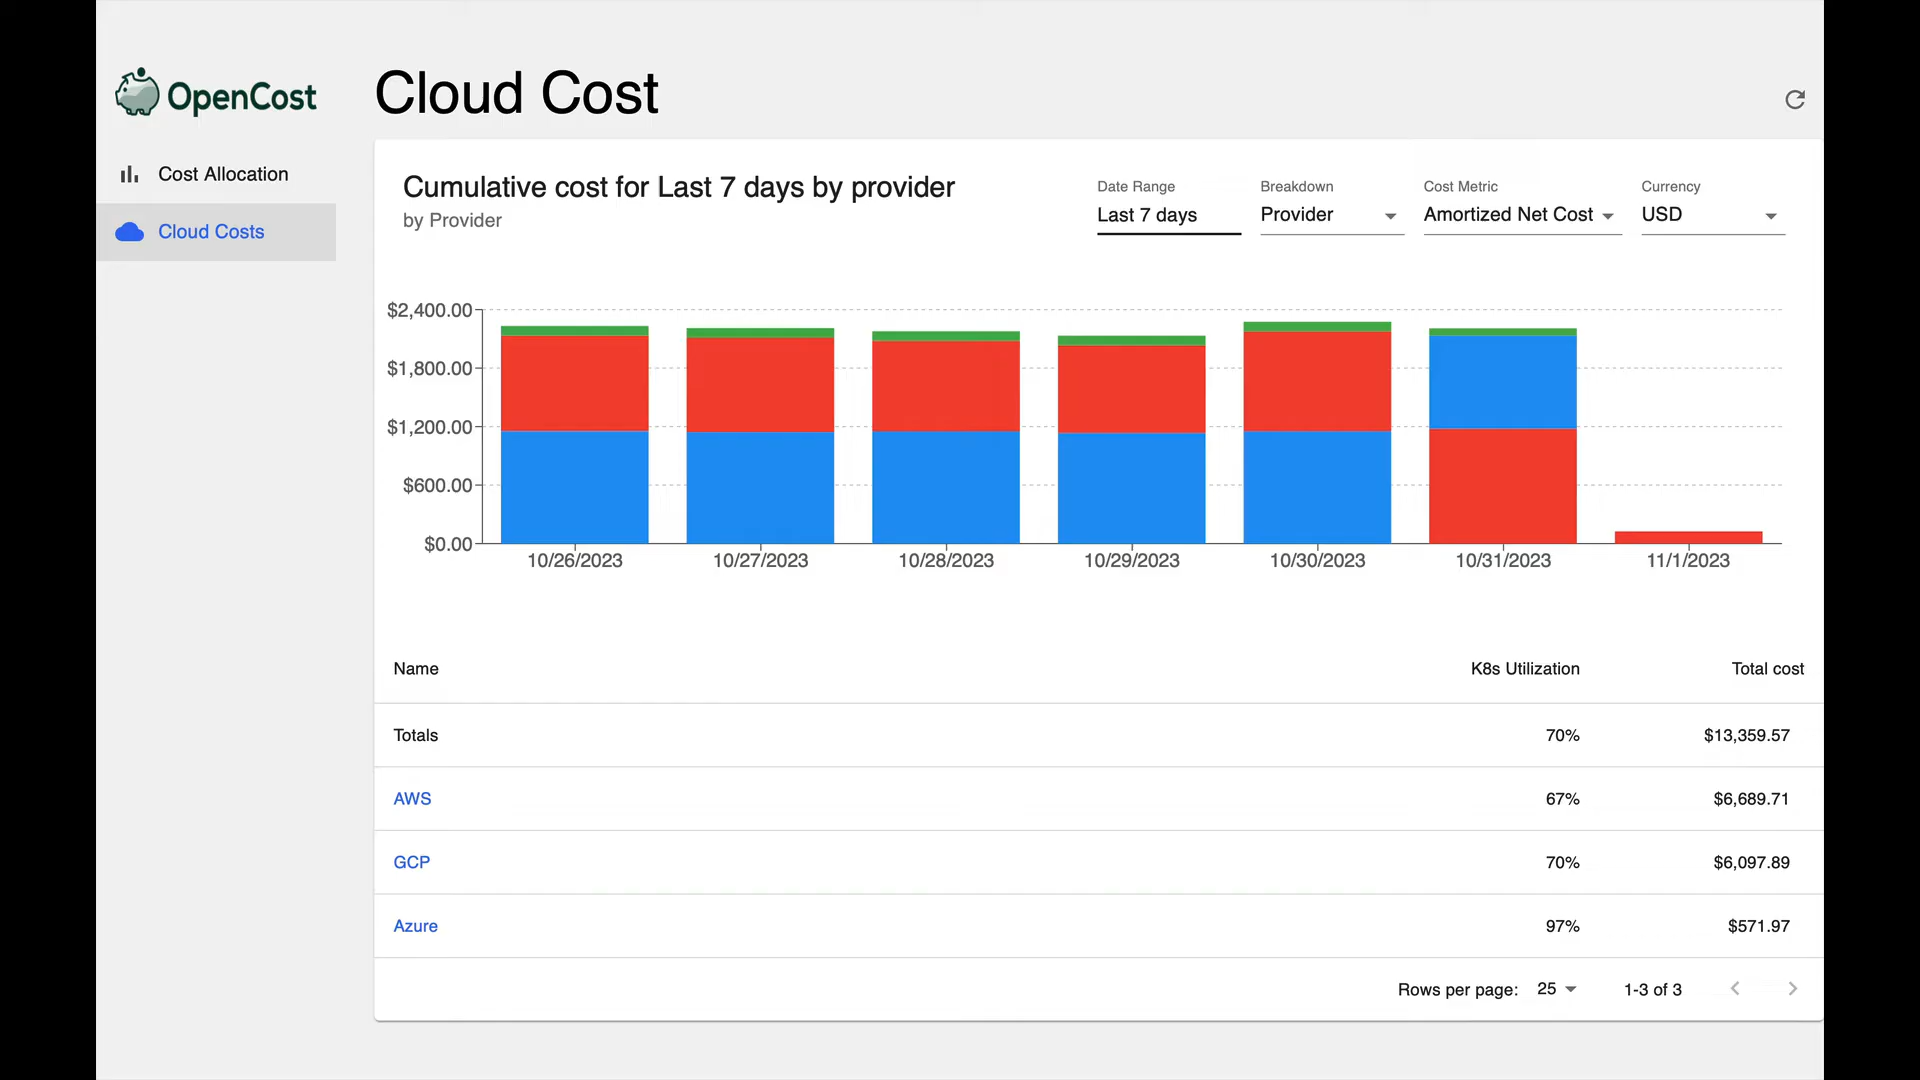 OpenCost
Cloud Cost
Cost Allocation
Cloud Costs
Cumulative cost for Last 7 days by provider
by Provider
Date Range Breakdown Cost Metric Currency
Last 7 days Provider Amortized Net Cost USD
$2,400.00
$1,800.00
$1,200.00
$600.00
$0.00
10/26/2023 10/27/2023 10/28/2023 10/29/2023 10/30/2023 10/31/2023 11/1/2023
Name K8s Utilization Total cost
Totals 70% $13,359.57
AWS 67% $6,689.71
GCP 70% $6,097.89
Azure 97% $571.97
Rows per page: 25 1-3 of 3